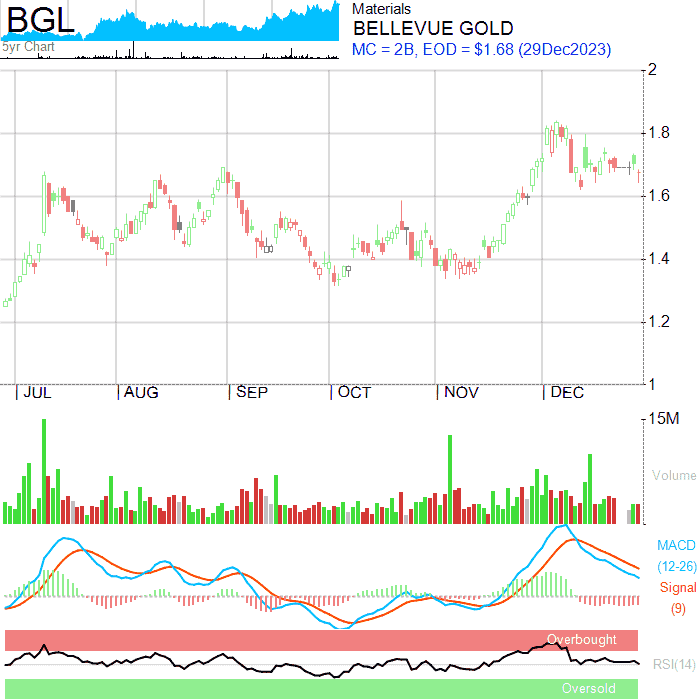 BGL
5yr Chart
Materials
BELLEVUE GOLD
MC = 2B, EOD = $1.68 (29Dec2023)
2
1.8
1.6
1.4
1.2
1
JUL AUG SEP OCT NOV DEC
15M
Volume
MACD
(12-26)
Signal
(9)
Overbought
RSI(14)
Oversold